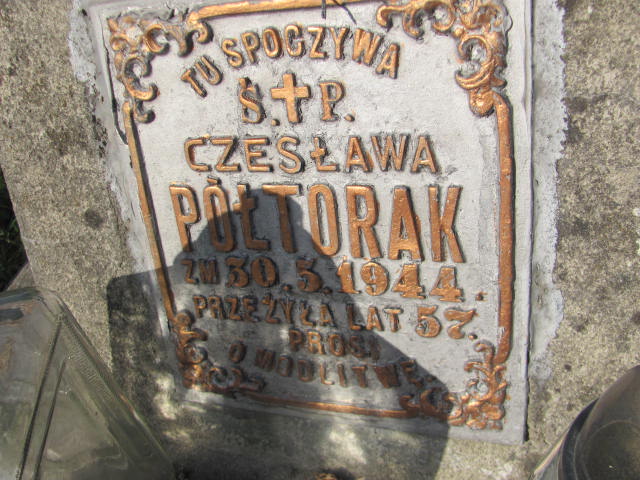 TU SPOCZYWA
Ś.✝P.
CZESŁAWA
PÓŁTORAK
ZM 30.5.1944.
PRZEŻYŁA LAT 57.
PROSI
O MODLITWĘ.